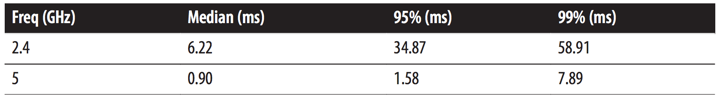 Freq (GHz) Median (ms) 95% (ms) 99% (ms)
2.4 6.22 34.87 58.91
5 0.90 1.58 7.89